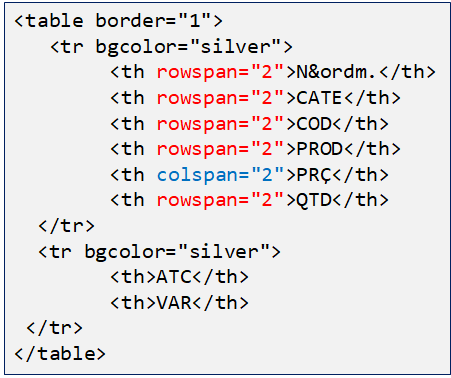 <table border="1">
<tr bgcolor="silver">
<th rowspan="2">N&ordm.</th>
<th rowspan="2">CATE</th>
<th rowspan="2">COD</th>
<th rowspan="2">PROD</th>
<th colspan="2">PRÇ</th>
<th rowspan="2">QTD</th>
</tr>
<tr bgcolor="silver">
<th>ATC</th>
<th>VAR</th>
</tr>
</table>